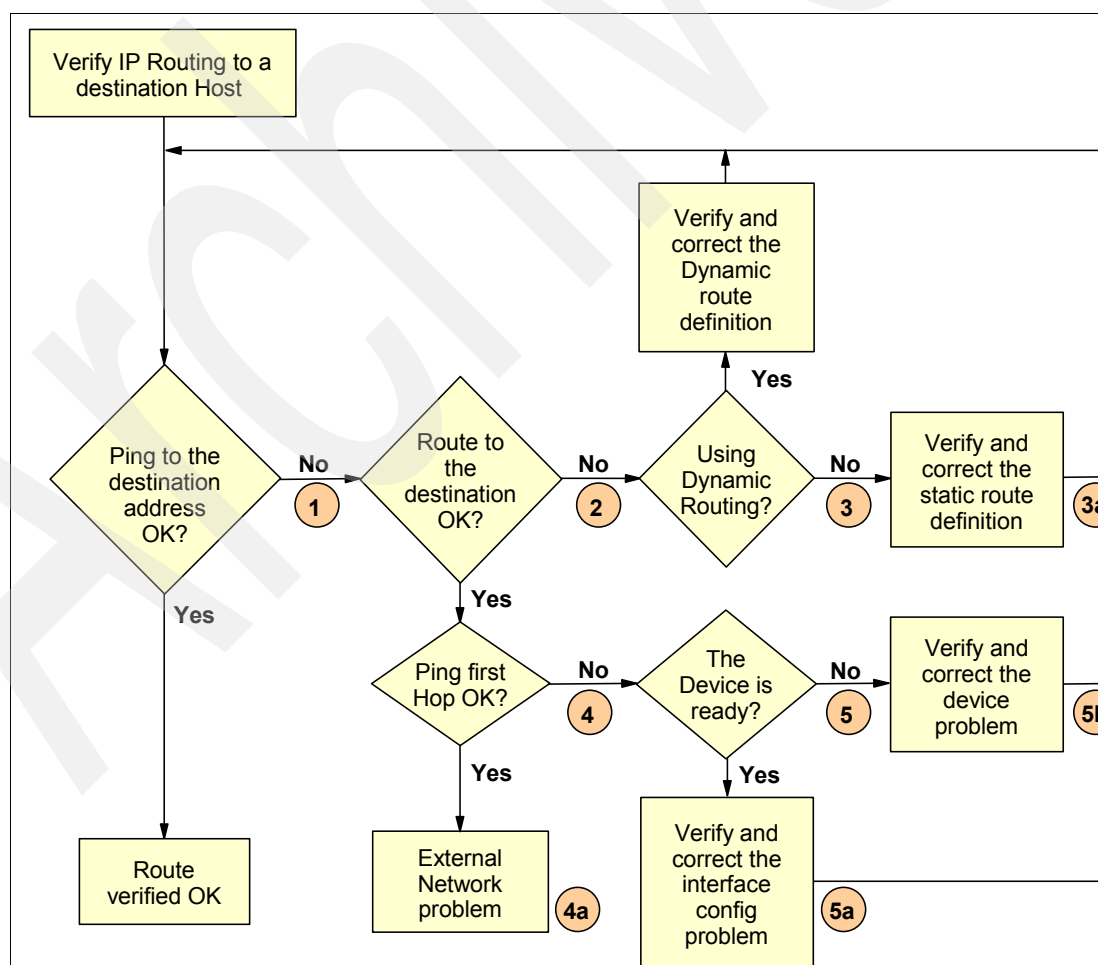 Verify IP Routing to a
destination Host
Verify and
correct the
Dynamic
route
definition
Yes
Ping to the
destination
address
OK?
No
1
Route to
the
destination
OK?
No
2
Using
Dynamic
Routing?
No
3
Verify and
correct the
static route
definition
3a
Yes
Yes
Ping first
Hop OK?
No
4
The
Device is
ready?
No
5
Verify and
correct the
device
problem
5b
Yes
Yes
Route
verified OK
External
Network
problem
4a
Verify and
correct the
interface
config
problem
5a